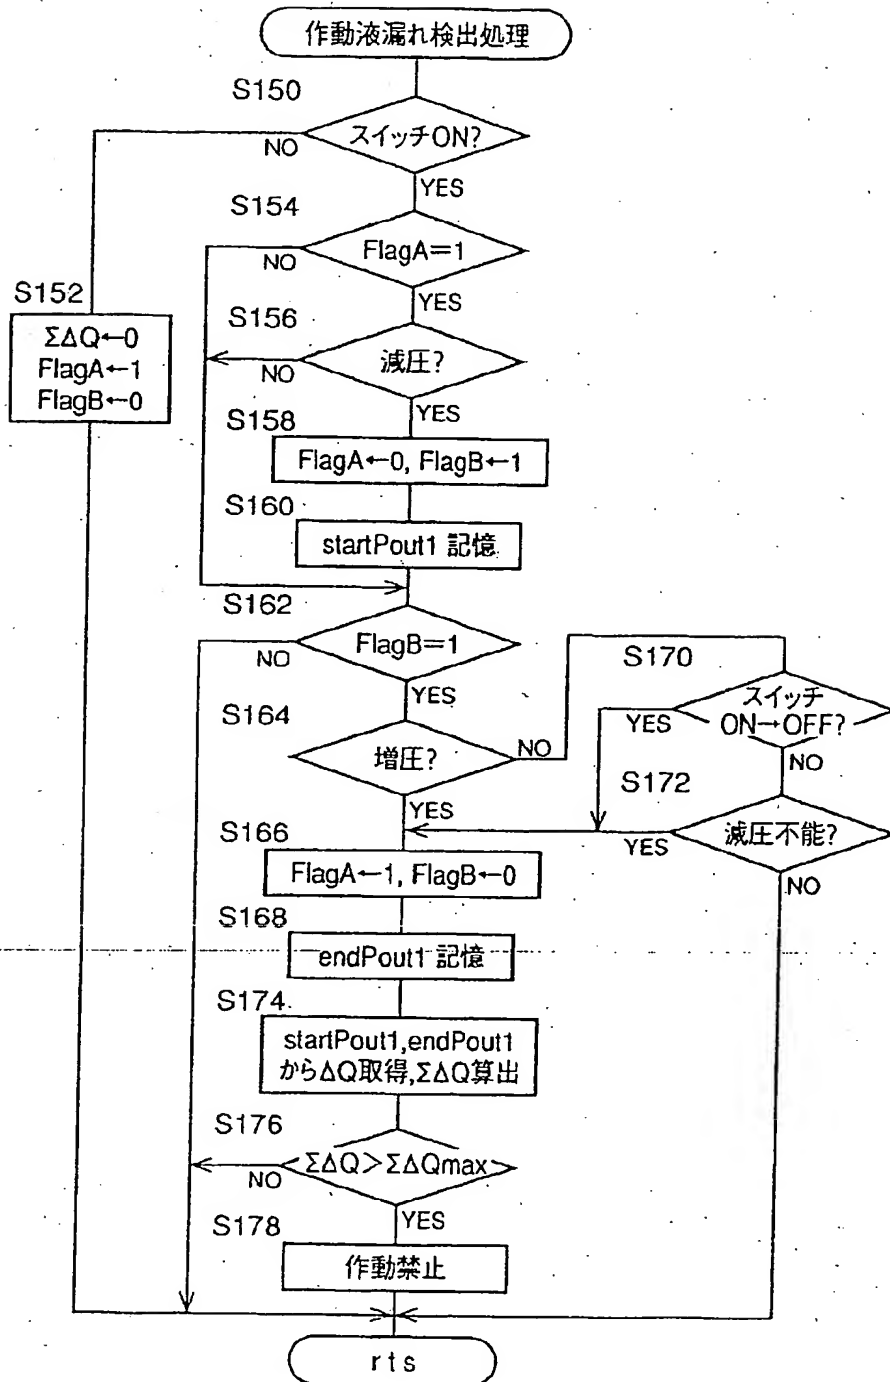 作動液漏れ検出処理
S150
スイッチON?
NO
YES
S154
FlagA=1
NO
YES
S152
ΣΔQ←0
FlagA←1
FlagB←0
S156
減圧?
NO
YES
S158
FlagA←0, FlagB←1
S160
startPout1 記憶
S162
FlagB=1
NO
YES
S164
増圧?
NO
YES
S170
スイッチ
ON→OFF?
YES
NO
S172
減圧不能?
YES
NO
S166
FlagA←1, FlagB←0
S168
endPout1 記憶
S174
startPout1,endPout1
からΔQ取得,ΣΔQ算出
S176
ΣΔQ>ΣΔQmax
NO
YES
S178
作動禁止
rts